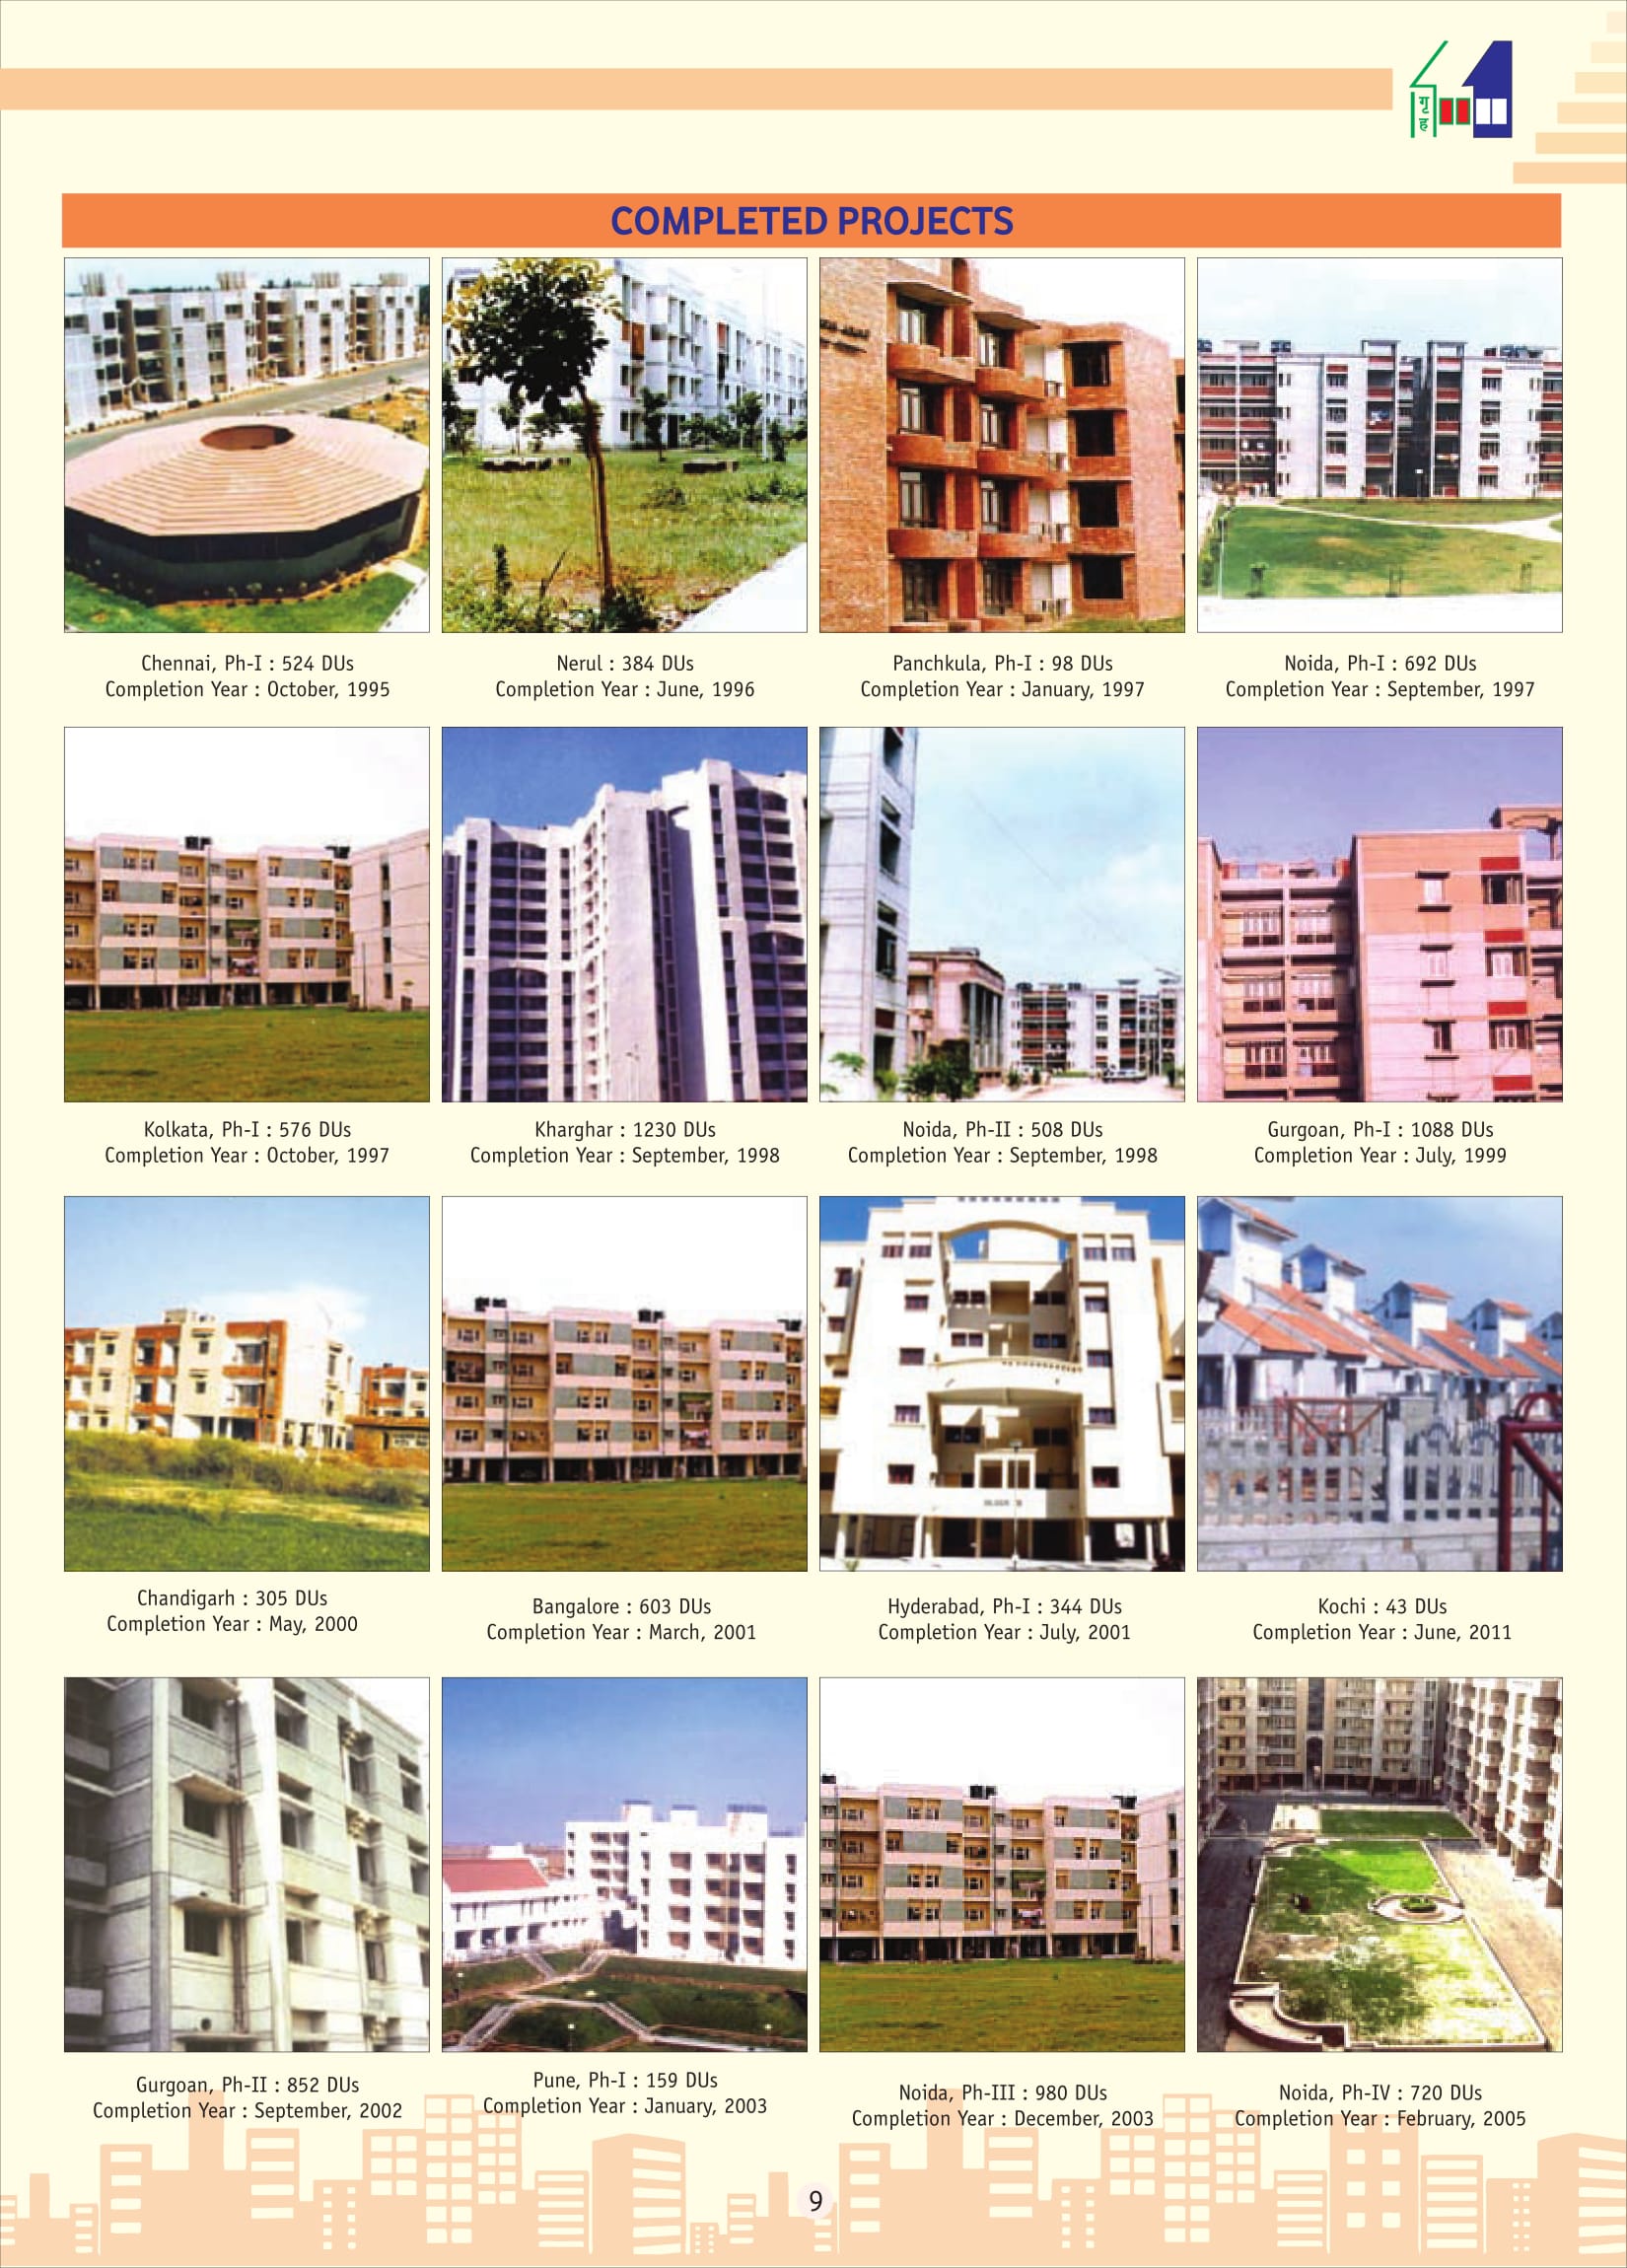 गृह
COMPLETED PROJECTS
Chennai, Ph-I : 524 DUs
Completion Year : October, 1995
Nerul : 384 DUs
Completion Year : June, 1996
Panchkula, Ph-I : 98 DUs
Completion Year : January, 1997
Noida, Ph-I : 692 DUs
Completion Year : September, 1997
Kolkata, Ph-I : 576 DUs
Completion Year : October, 1997
Kharghar : 1230 DUs
Completion Year : September, 1998
Noida, Ph-II : 508 DUs
Completion Year : September, 1998
Gurgoan, Ph-I : 1088 DUs
Completion Year : July, 1999
Chandigarh : 305 DUs
Completion Year : May, 2000
Bangalore : 603 DUs
Completion Year : March, 2001
Hyderabad, Ph-I : 344 DUs
Completion Year : July, 2001
Kochi : 43 DUs
Completion Year : June, 2011
Gurgoan, Ph-II : 852 DUs
Completion Year : September, 2002
Pune, Ph-I : 159 DUs
Completion Year : January, 2003
Noida, Ph-III : 980 DUs
Completion Year : December, 2003
Noida, Ph-IV : 720 DUs
Completion Year : February, 2005
9